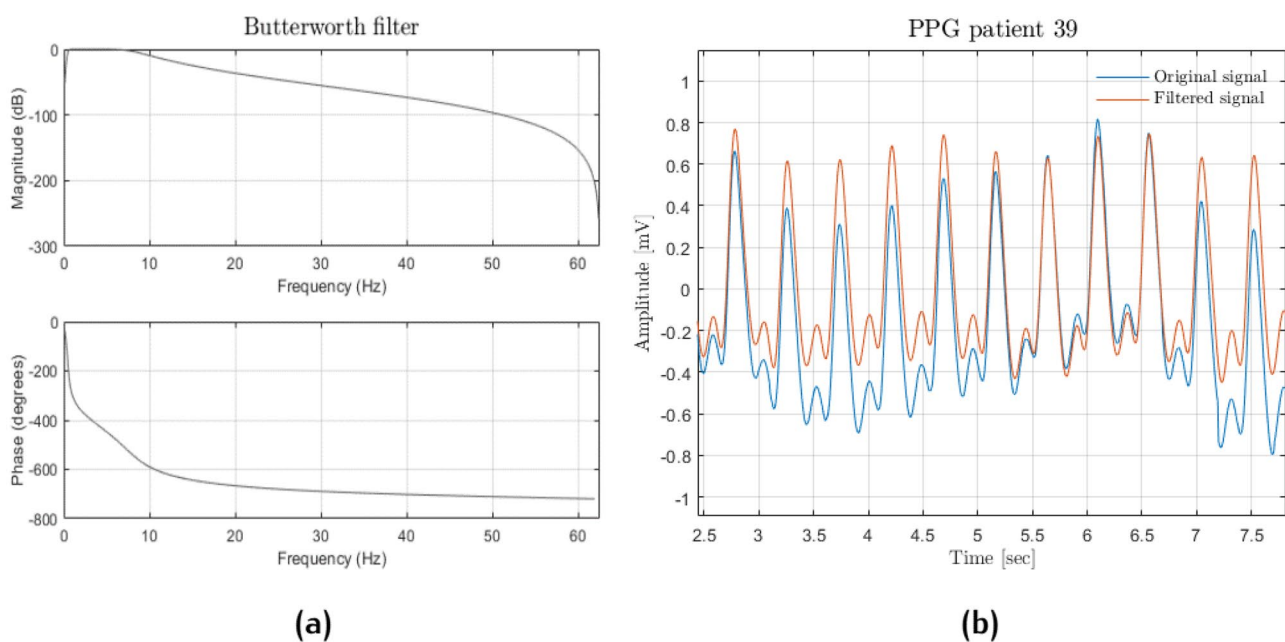 Butterworth filter
0
-100
-200
-300
Magnitude (dB)
0 10 20 30 40 50 60
Frequency (Hz)
0
-200
-400
-600
-800
Phase (degrees)
0 10 20 30 40 50 60
Frequency (Hz)
(a)
PPG patient 39
Original signal
Filtered signal
1
0.8
0.6
0.4
0.2
0
-0.2
-0.4
-0.6
-0.8
-1
Amplitude [mV]
2.5 3 3.5 4 4.5 5 5.5 6 6.5 7 7.5
Time [sec]
(b)